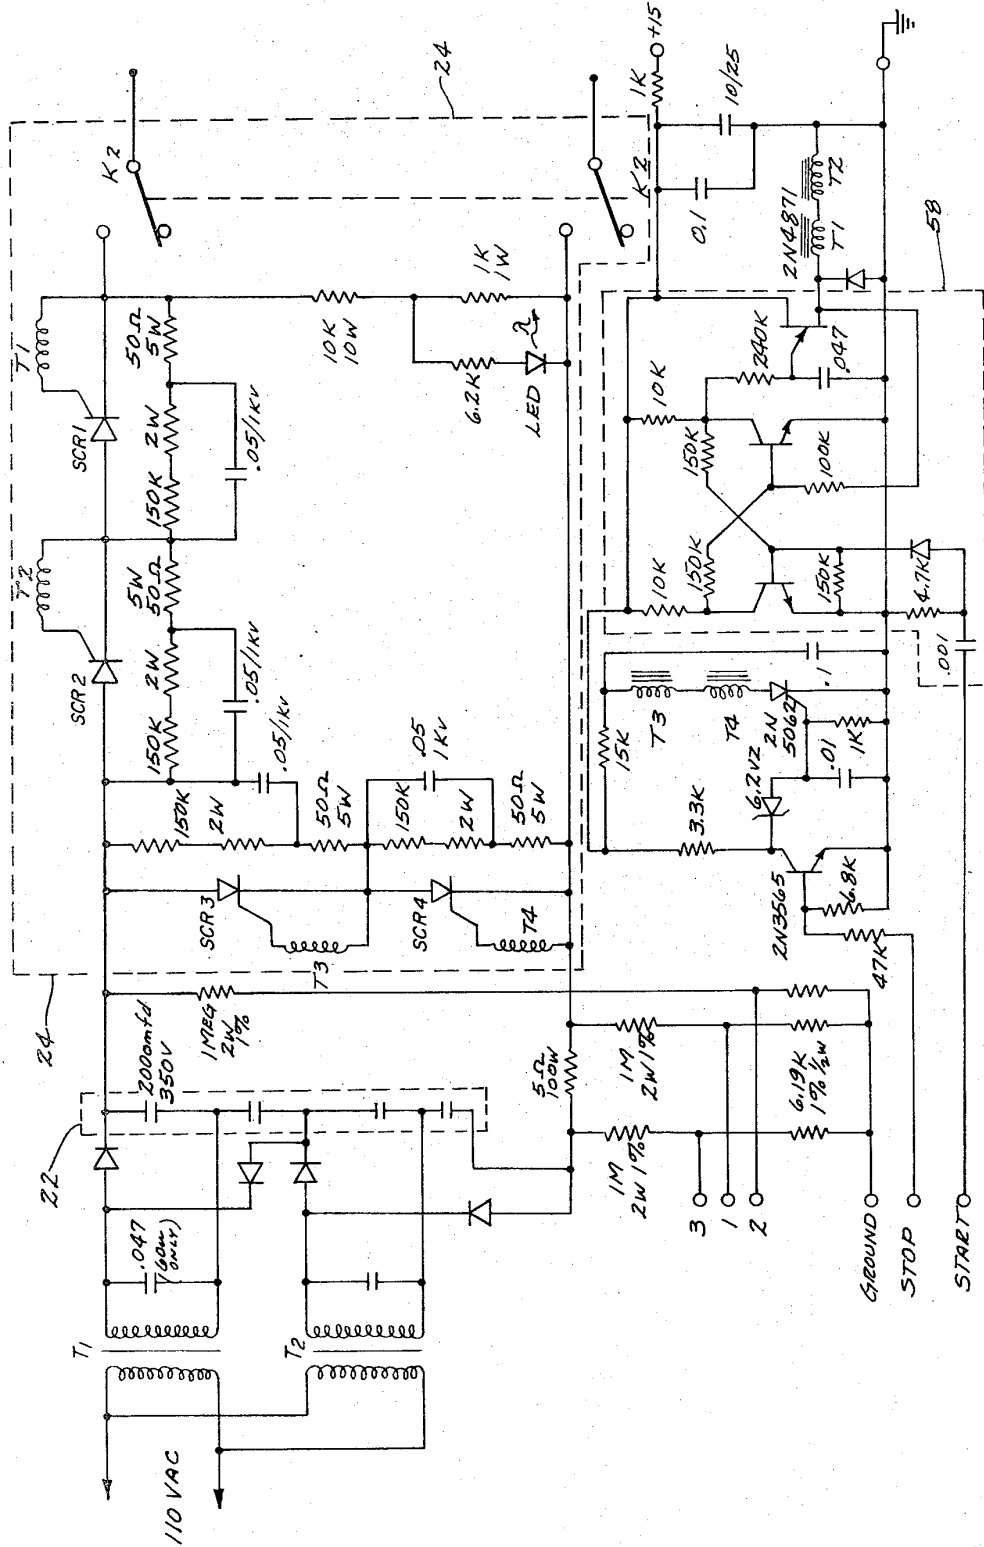 110 VAC
T1
T2
.047
(60~
ONLY)
22
2000mfd
350V
24
1MEG
2W
1%
5Ω
100W
1M
2W 1%
1M
2W 1%
6.19K
1% ½W
3
1
2
GROUND
STOP
START
SCR3
T3
SCR4
T4
150K
2W
.05/1KV
50Ω
5W
.05
1KV
150K
2W
50Ω
5W
SCR2
T2
150K
2W
.05/1KV
5W
50Ω
SCR1
T1
150K
2W
.05/1KV
50Ω
5W
10K
10W
1K
1W
6.2K
LED
λ
K2
K2
24
47K
6.8K
2N3565
3.3K
6.2VZ
.01
1K
15K
T3
T4
2N
5062
.1
.001
4.7K
150K
10K
150K
150K
10K
100K
240K
.047
2N4871
T1
T2
58
0.1
10/25
1K
+15